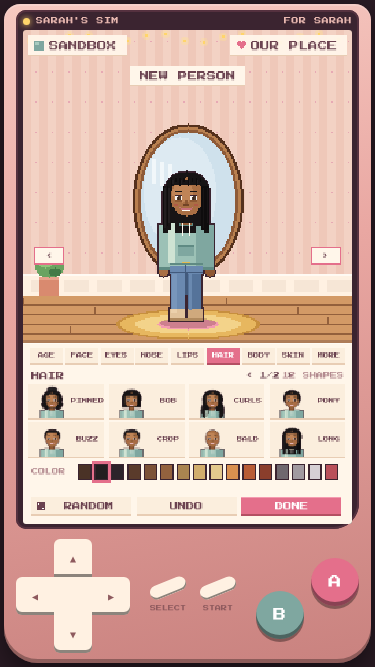 SARAH'S SIM
FOR SARAH
SANDBOX
OUR PLACE
NEW PERSON
AGE FACE EYES NOSE LIPS HAIR BODY SKIN MORE
HAIR
< 1/2 12 SHAPES
PINNED BOB CURLS PONY
BUZZ CROP BALD LONG
COLOR
RANDOM UNDO DONE
SELECT START
B A